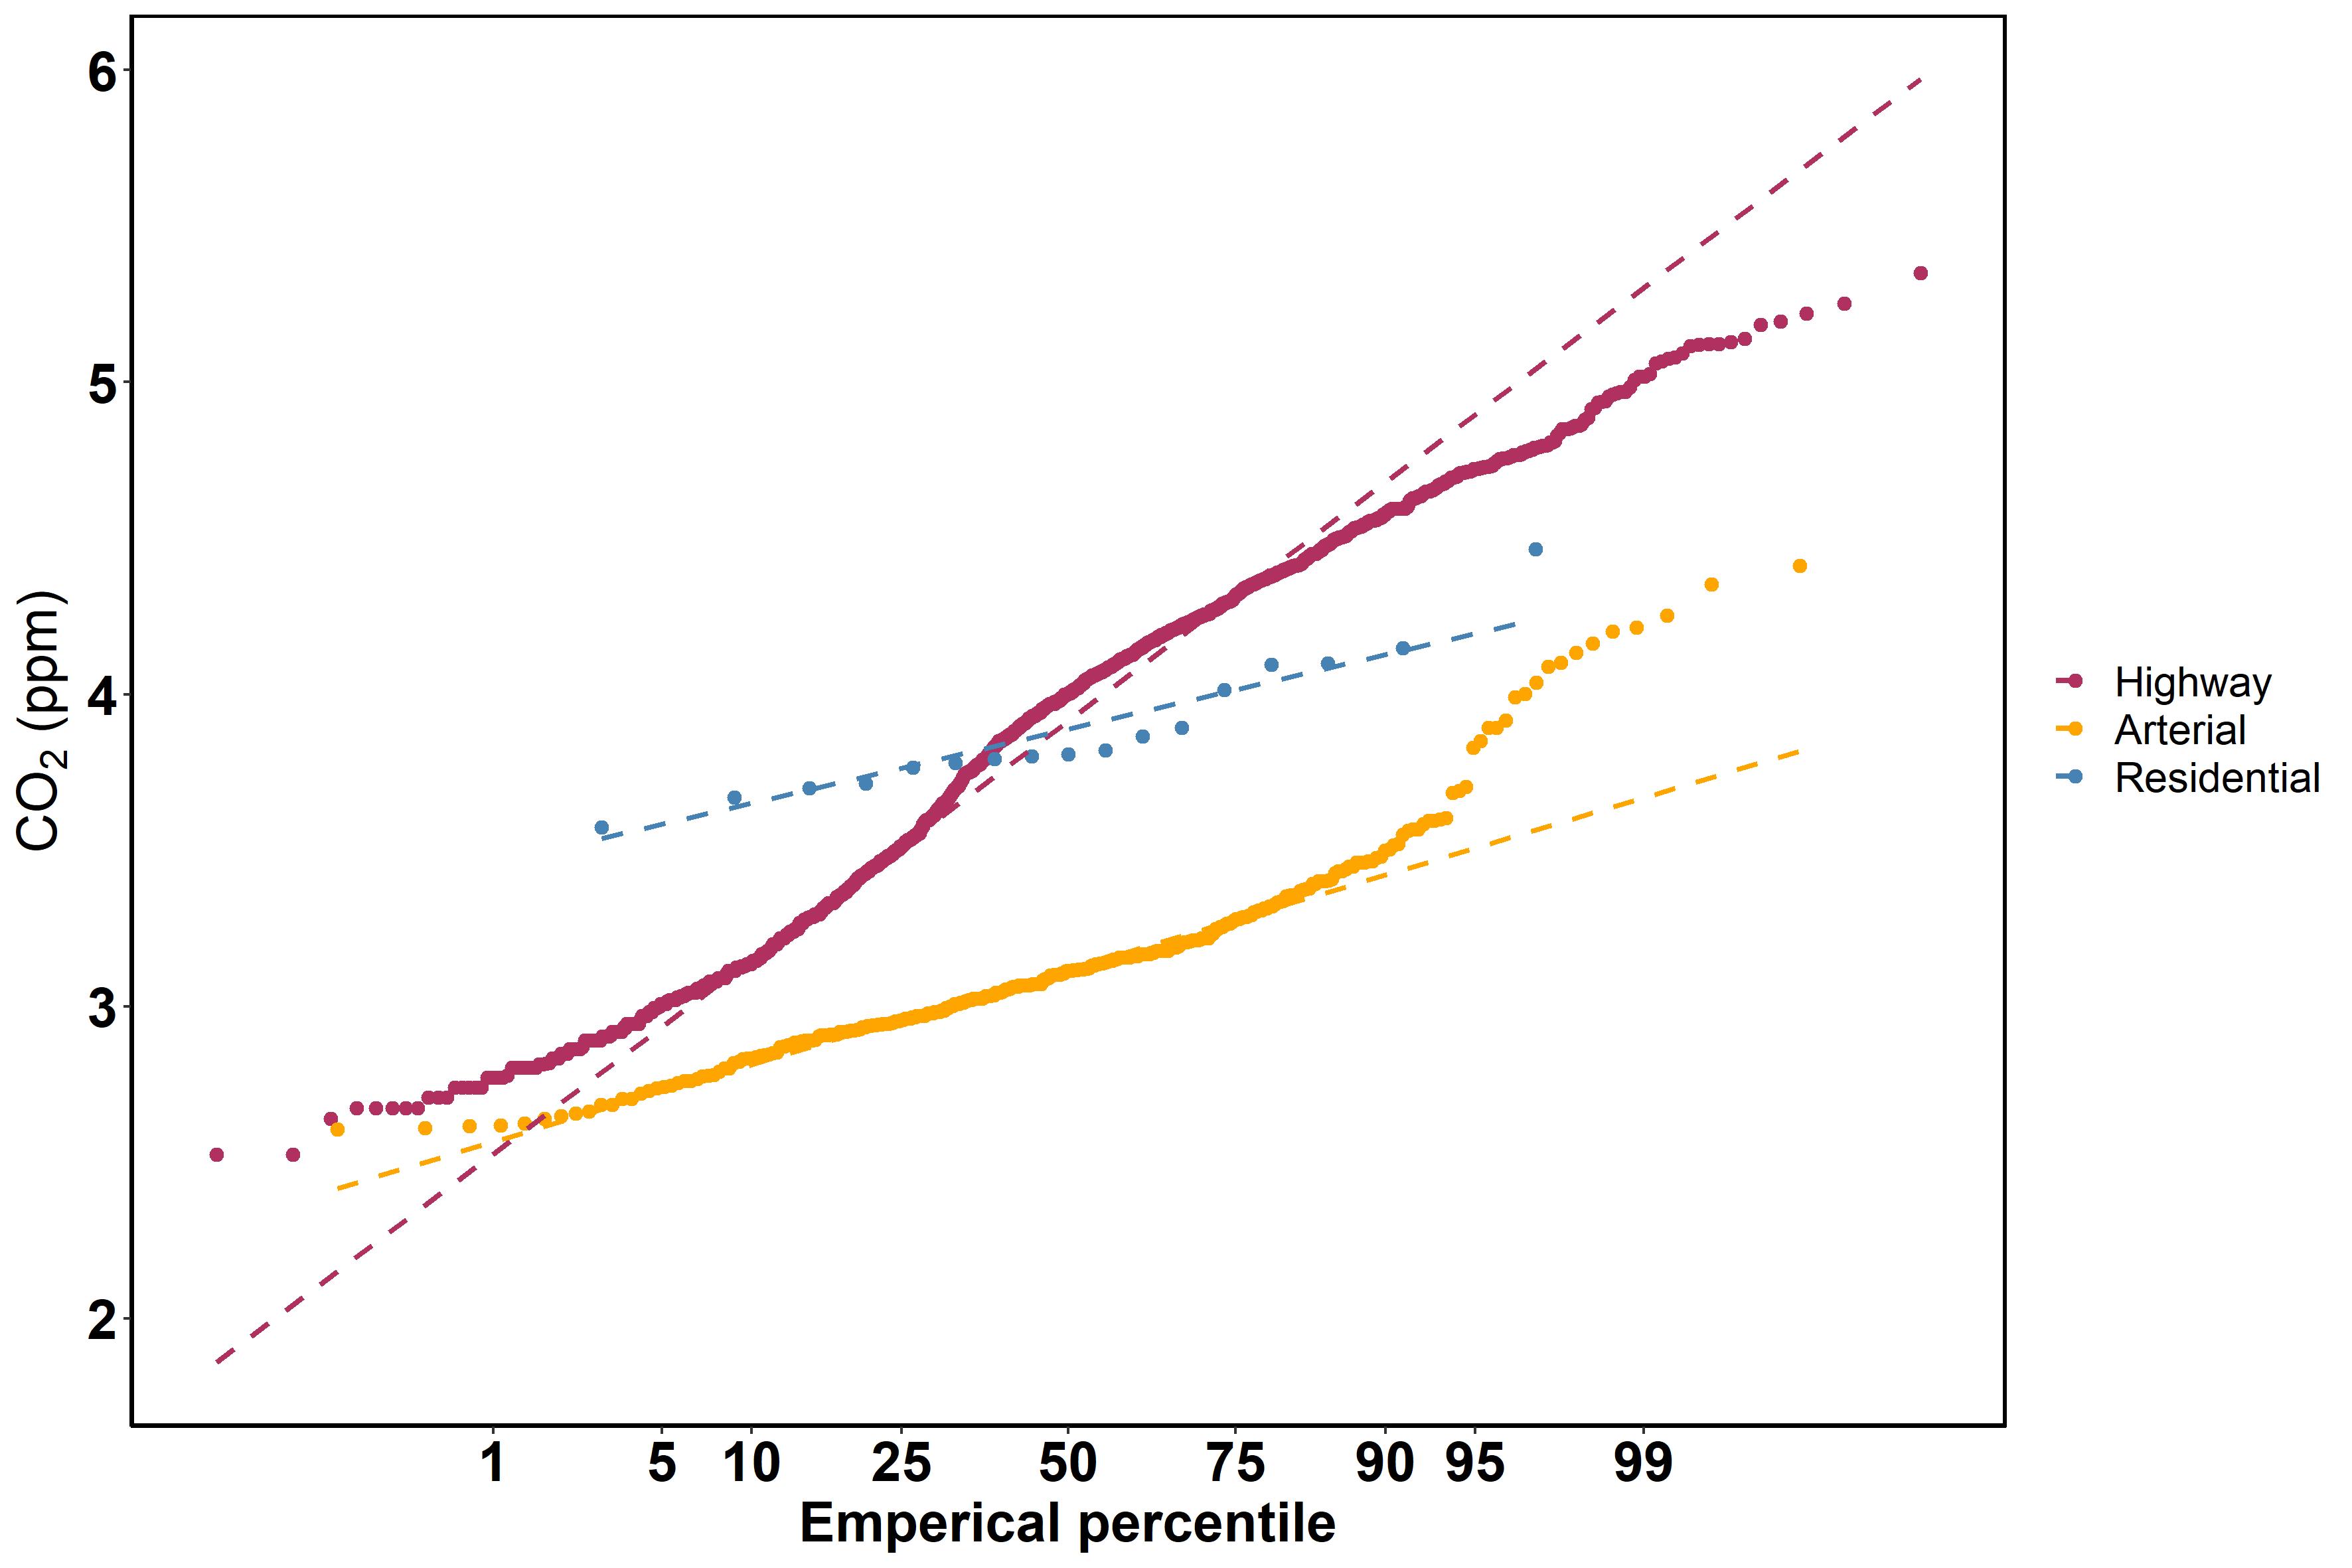 6
5
4
3
2
CO₂ (ppm)
1 5 10 25 50 75 90 95 99
Emperical percentile
Highway
Arterial
Residential